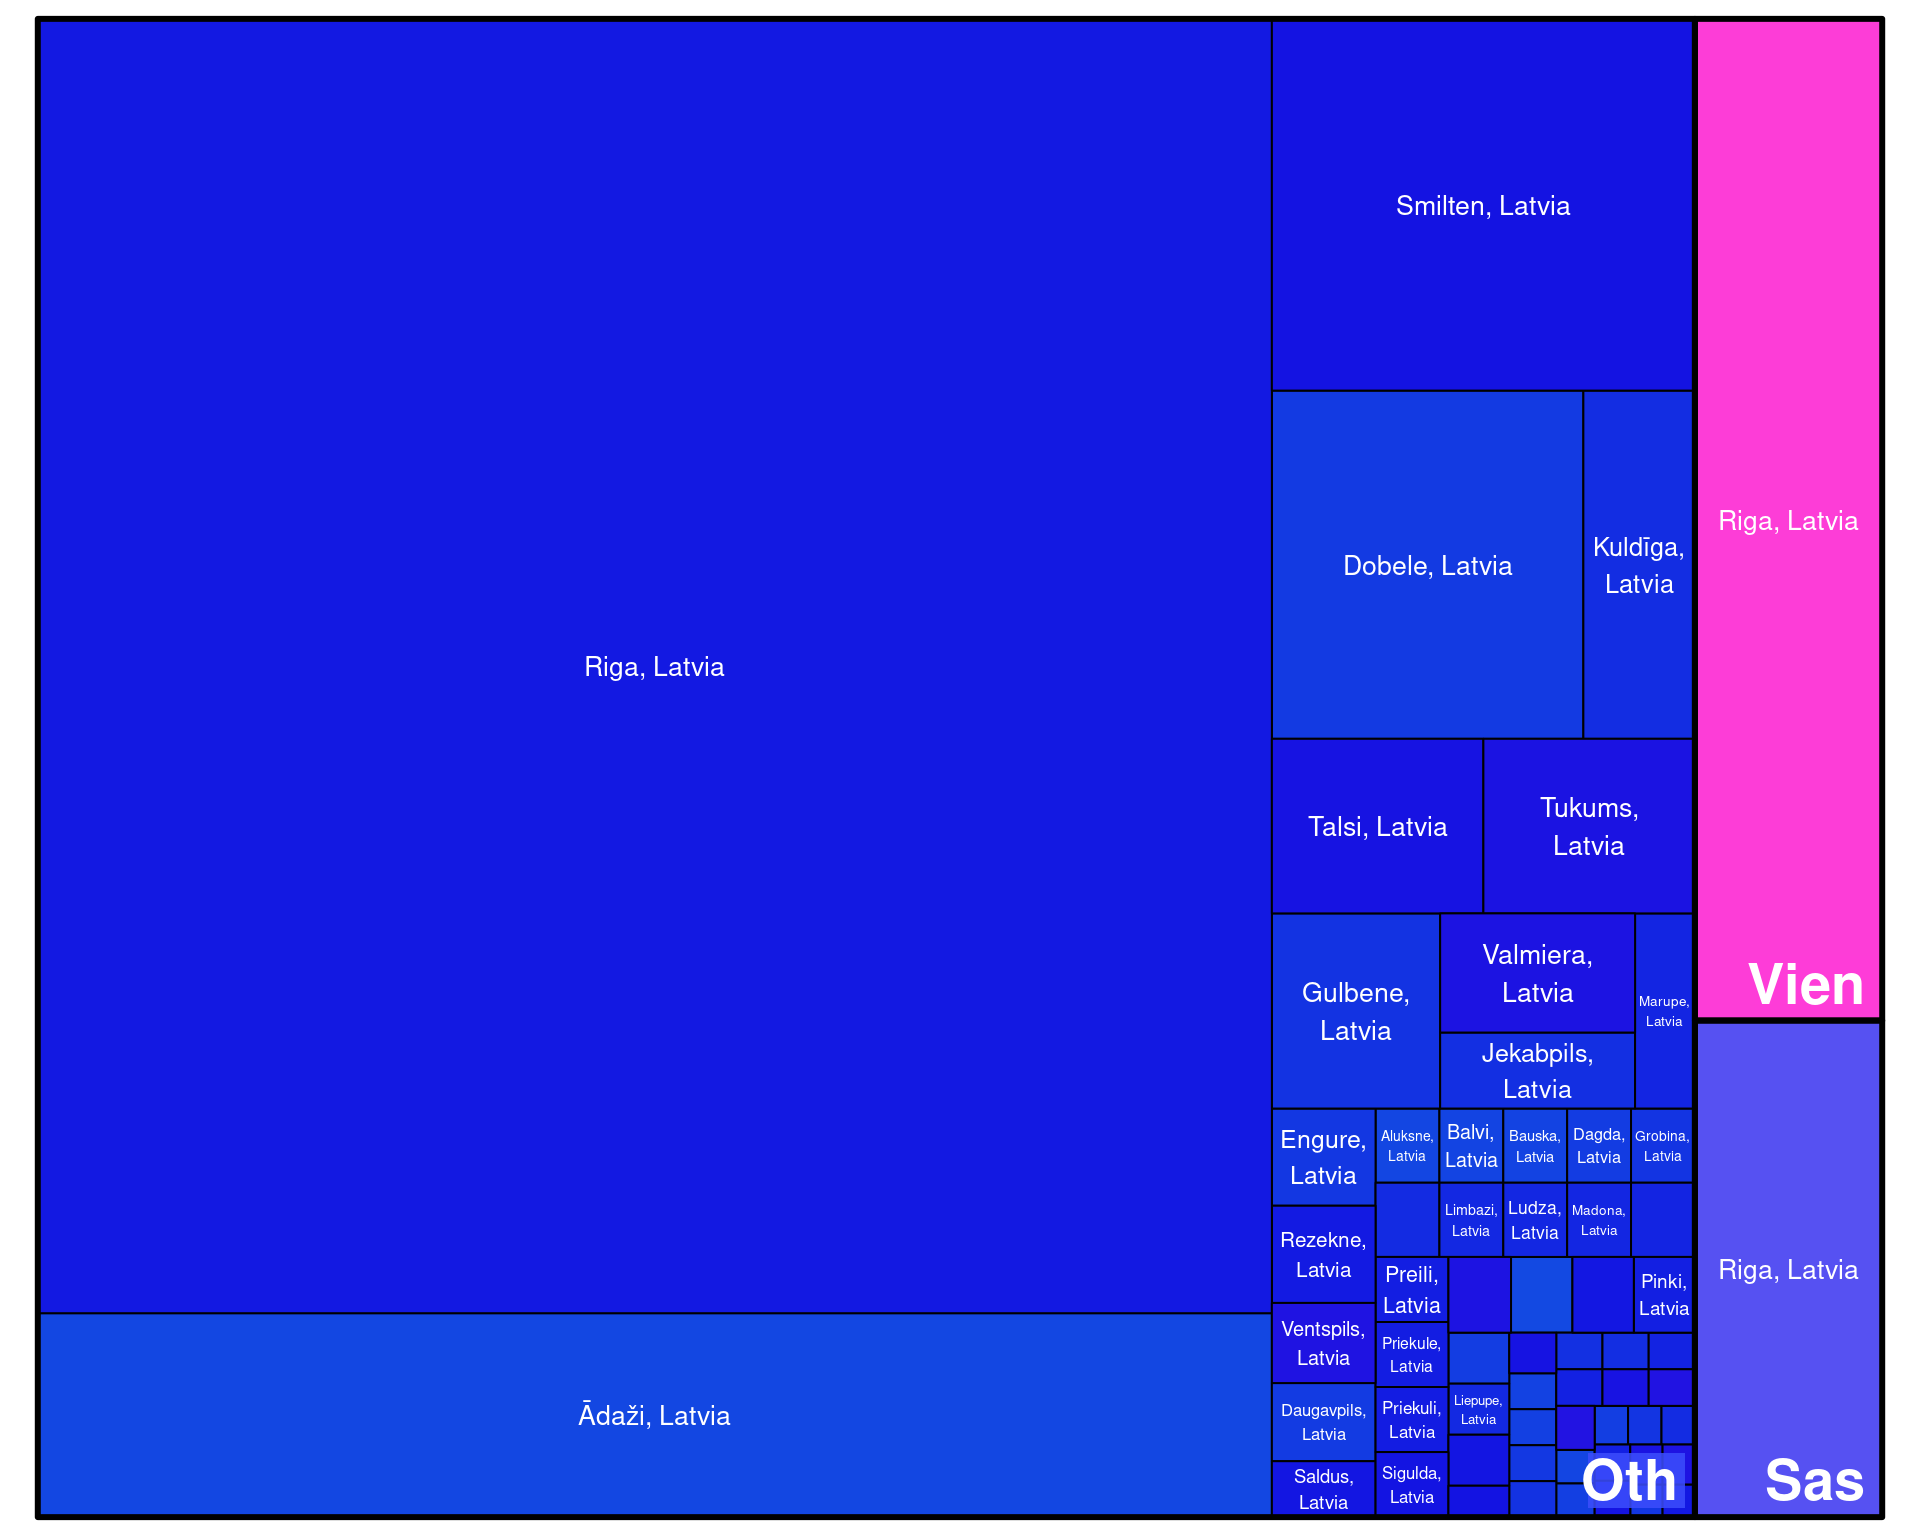 Riga, Latvia
Ādaži, Latvia
Smilten, Latvia
Dobele, Latvia
Kuldīga,
Latvia
Talsi, Latvia
Tukums,
Latvia
Gulbene,
Latvia
Valmiera,
Latvia
Jekabpils,
Latvia
Marupe,
Latvia
Engure,
Latvia
Rezekne,
Latvia
Ventspils,
Latvia
Daugavpils,
Latvia
Saldus,
Latvia
Aluksne,
Latvia
Balvi,
Latvia
Bauska,
Latvia
Dagda,
Latvia
Grobina,
Latvia
Limbazi,
Latvia
Ludza,
Latvia
Madona,
Latvia
Preili,
Latvia
Priekule,
Latvia
Priekuli,
Latvia
Sigulda,
Latvia
Pinki,
Latvia
Liepupe,
Latvia
Oth
Riga, Latvia
Vien
Riga, Latvia
Sas